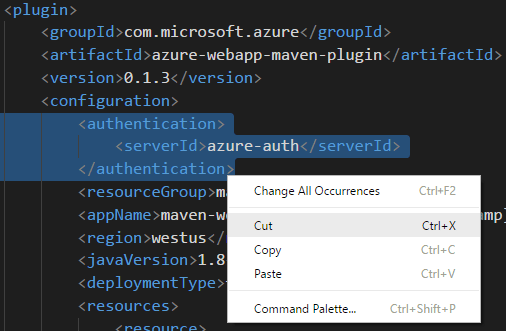 <plugin>
<groupId>com.microsoft.azure</groupId>
<artifactId>azure-webapp-maven-plugin</artifactId>
<version>0.1.3</version>
<configuration>
<authentication>
<serverId>azure-auth</serverId>
</authentication>
<resourceGroup>
<appName>maven-
<region>westus</
<javaVersion>1.8
<deploymentType>
<resources>
<resource>
Change All Occurrences Ctrl+F2
Cut Ctrl+X
Copy Ctrl+C
Paste Ctrl+V
Command Palette... Ctrl+Shift+P